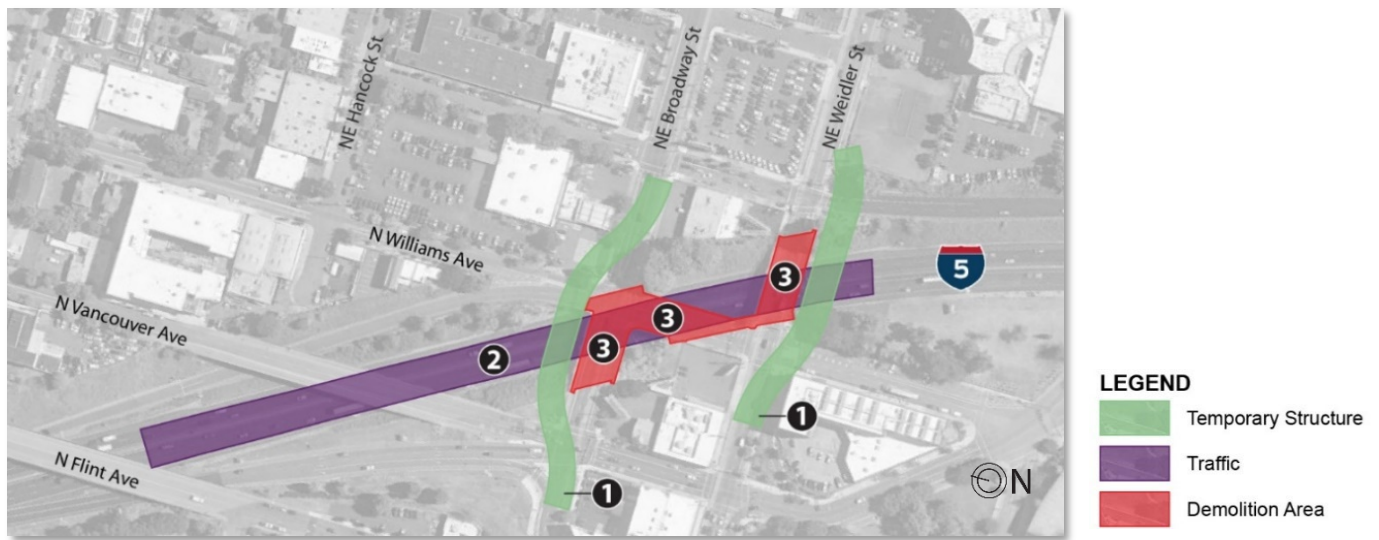 NE Hancock St
NE Broadway St
NE Weidler St
N Williams Ave
N Vancouver Ave
N Flint Ave
5
3
3
3
2
1
1
N
LEGEND
Temporary Structure
Traffic
Demolition Area